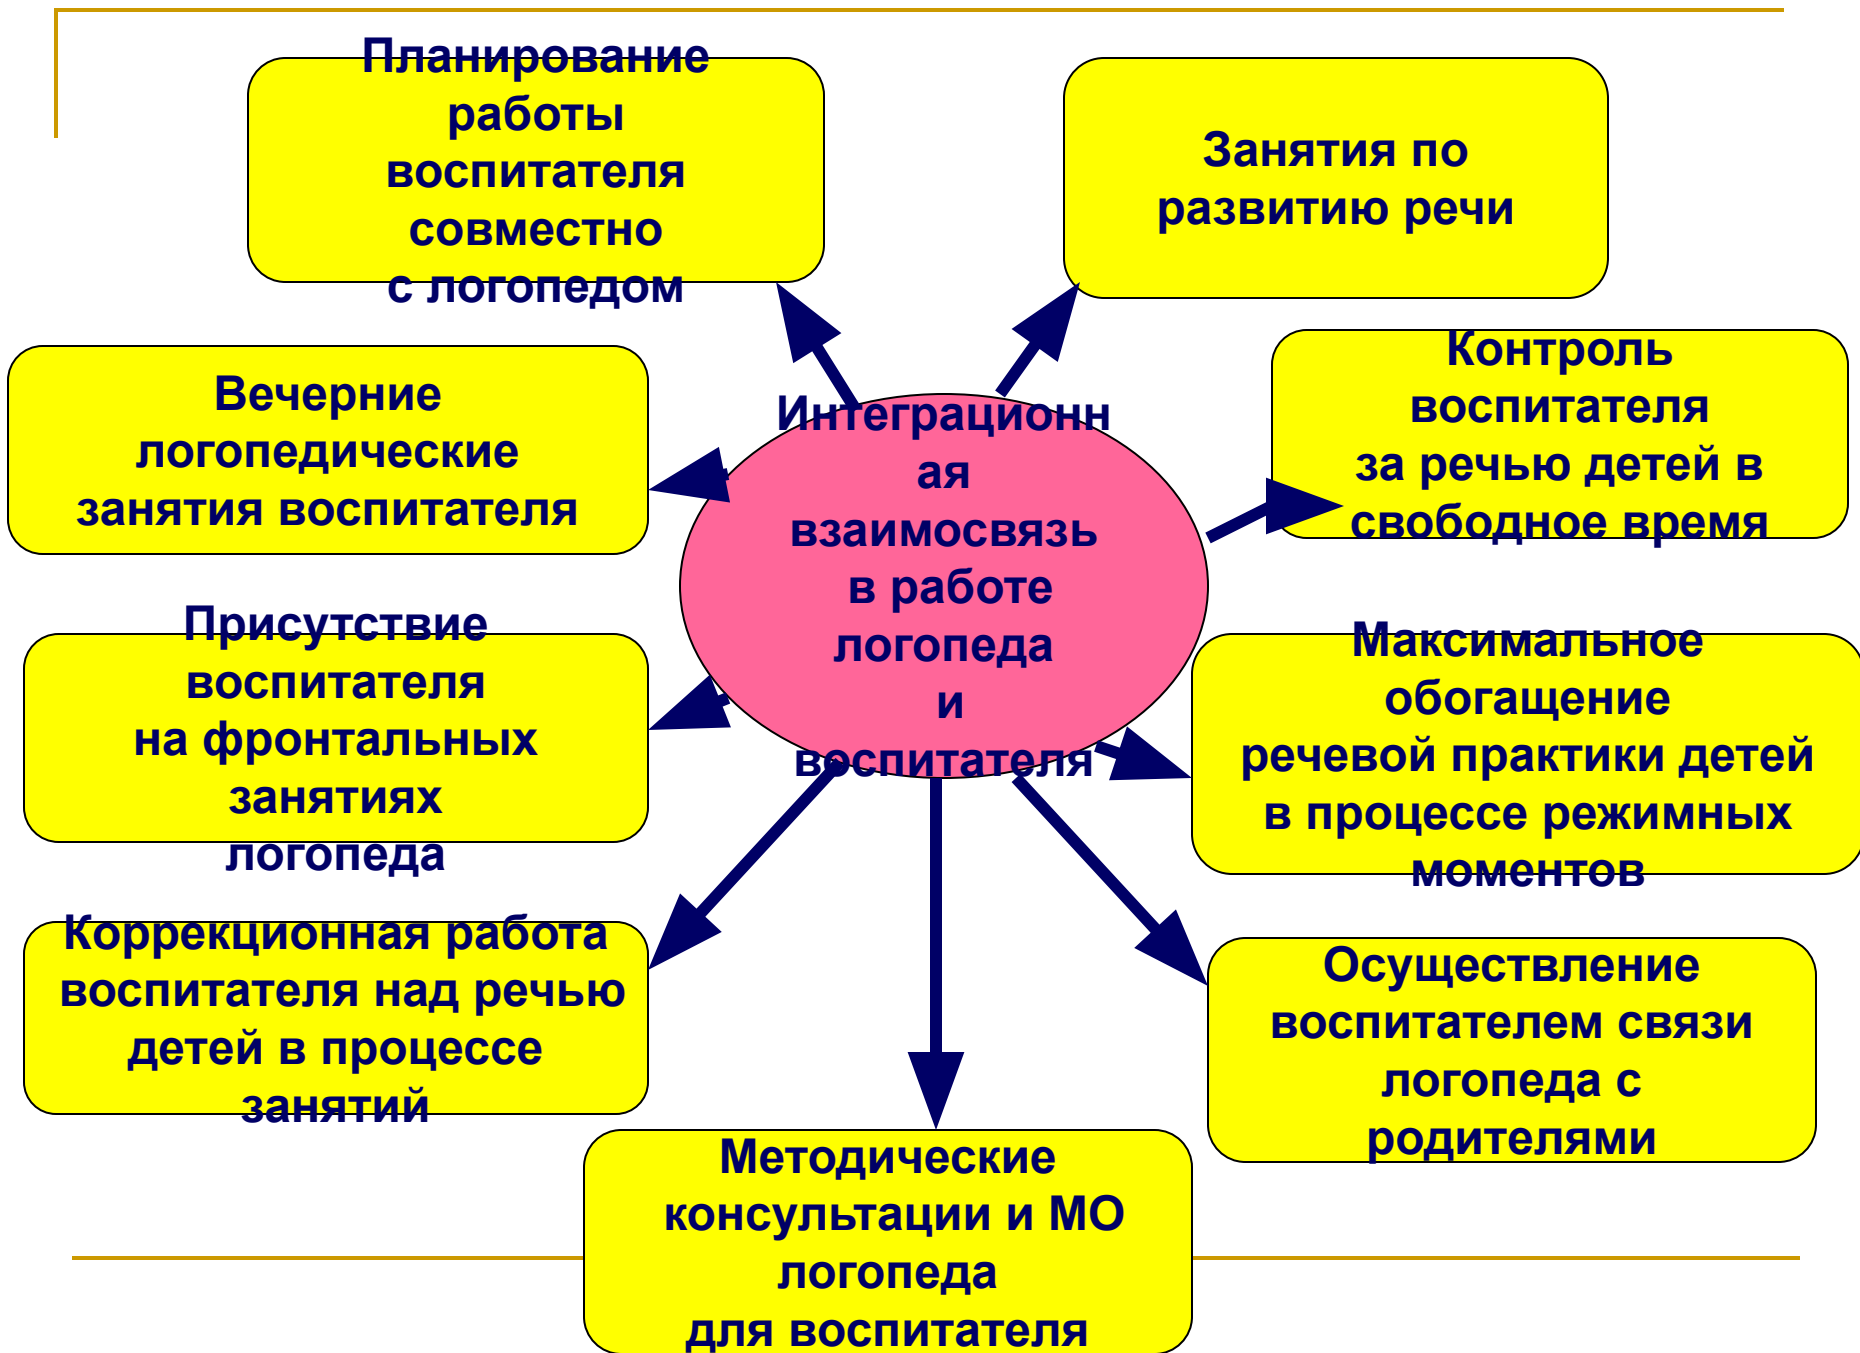 Планирование
работы
воспитателя
совместно
с логопедом
Занятия по
развитию речи
Вечерние
логопедические
занятия воспитателя
Интеграционн
ая
взаимосвязь
в работе
логопеда
и
воспитателя
Контроль
воспитателя
за речью детей в
свободное время
Присутствие
воспитателя
на фронтальных
занятиях
логопеда
Максимальное
обогащение
речевой практики детей
в процессе режимных
моментов
Коррекционная работа
воспитателя над речью
детей в процессе
занятий
Осуществление
воспитателем связи
логопеда с
родителями
Методические
консультации и МО
логопеда
для воспитателя